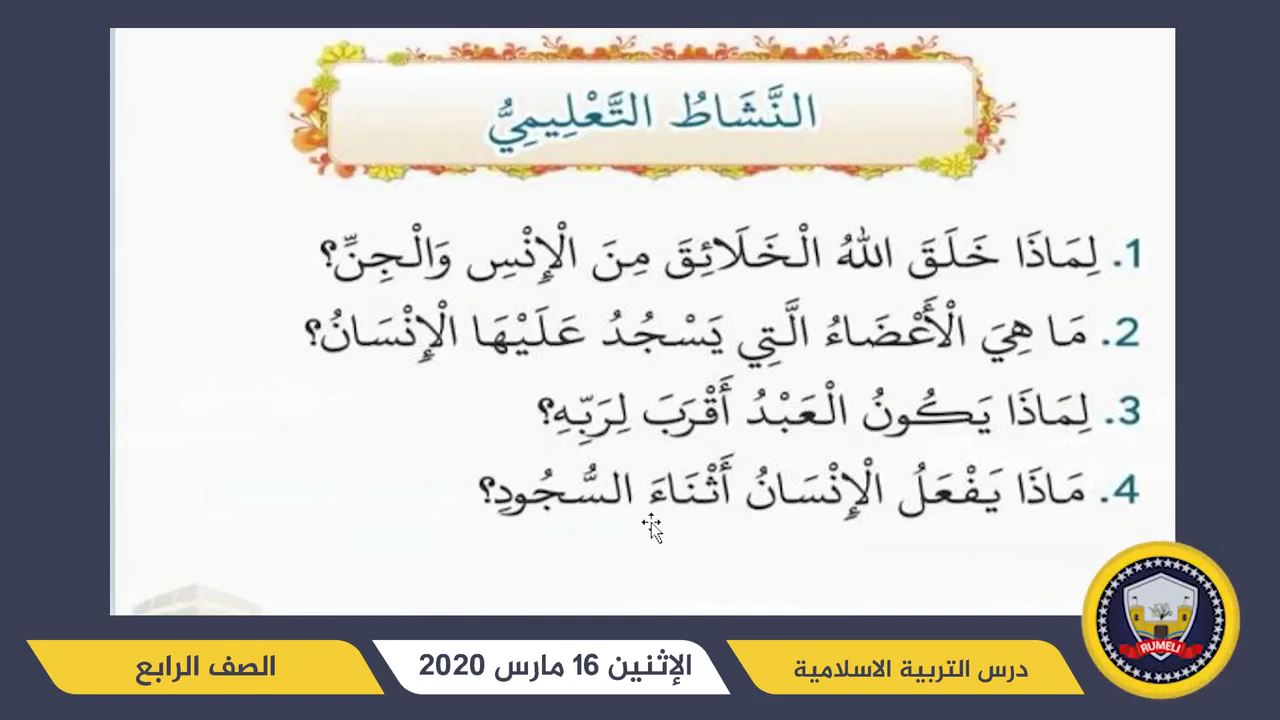 النَّشَاطُ التَّعْلِيمِيُّ
1. لِمَاذَا خَلَقَ اللهُ الْخَلَائِقَ مِنَ الْإِنْسِ وَالْجِنِّ؟
2. مَا هِيَ الْأَعْضَاءُ الَّتِي يَسْجُدُ عَلَيْهَا الْإِنْسَانُ؟
3. لِمَاذَا يَكُونُ الْعَبْدُ أَقْرَبَ لِرَبِّهِ؟
4. مَاذَا يَفْعَلُ الْإِنْسَانُ أَثْنَاءَ السُّجُودِ؟
درس التربية الاسلامية
الإثنين 16 مارس 2020
الصف الرابع
RUMELI